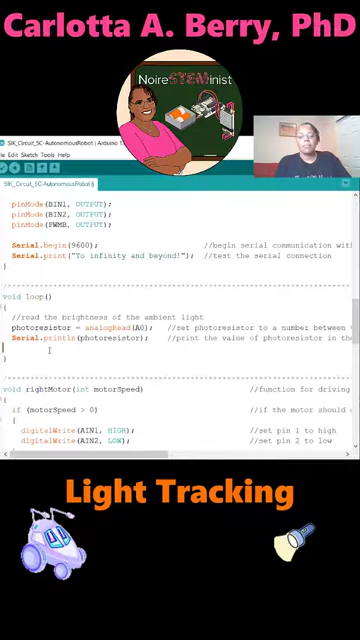 Carlotta A. Berry, PhD
NoireSTEMinist
SIK_Circuit_5C-AutonomousRobot | Arduino 1
File Edit Sketch Tools Help
SIK_Circuit_5C-AutonomousRobot §
pinMode(BIN1, OUTPUT);
pinMode(BIN2, OUTPUT);
pinMode(PWMB, OUTPUT);
Serial.begin(9600); //begin serial communication with
Serial.print("To infinity and beyond!"); //test the serial connection
}
/********************************
void loop()
{
//read the brightness of the ambient light
photoresistor = analogRead(A0); //set photoresistor to a number between
Serial.println(photoresistor); //print the value of photoresistor in the
}
/********************************
void rightMotor(int motorSpeed) //function for driving
{
if (motorSpeed > 0) //if the motor should
{
digitalWrite(AIN1, HIGH); //set pin 1 to high
digitalWrite(AIN2, LOW); //set pin 2 to low
Light Tracking